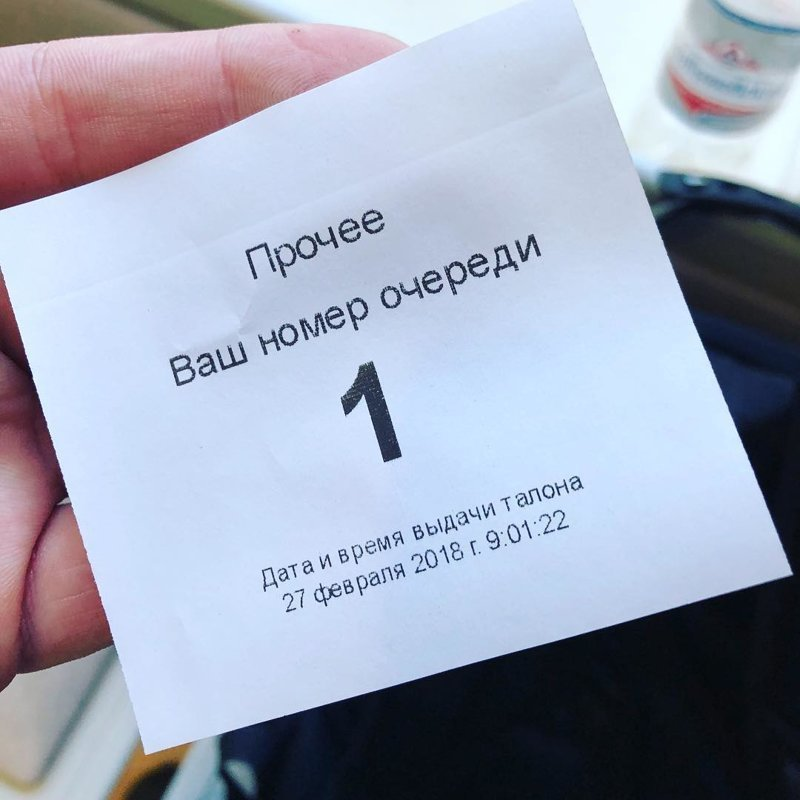 Прочее
Ваш номер очереди
1
Дата и время выдачи талона
27 февраля 2018 г. 9:01:22